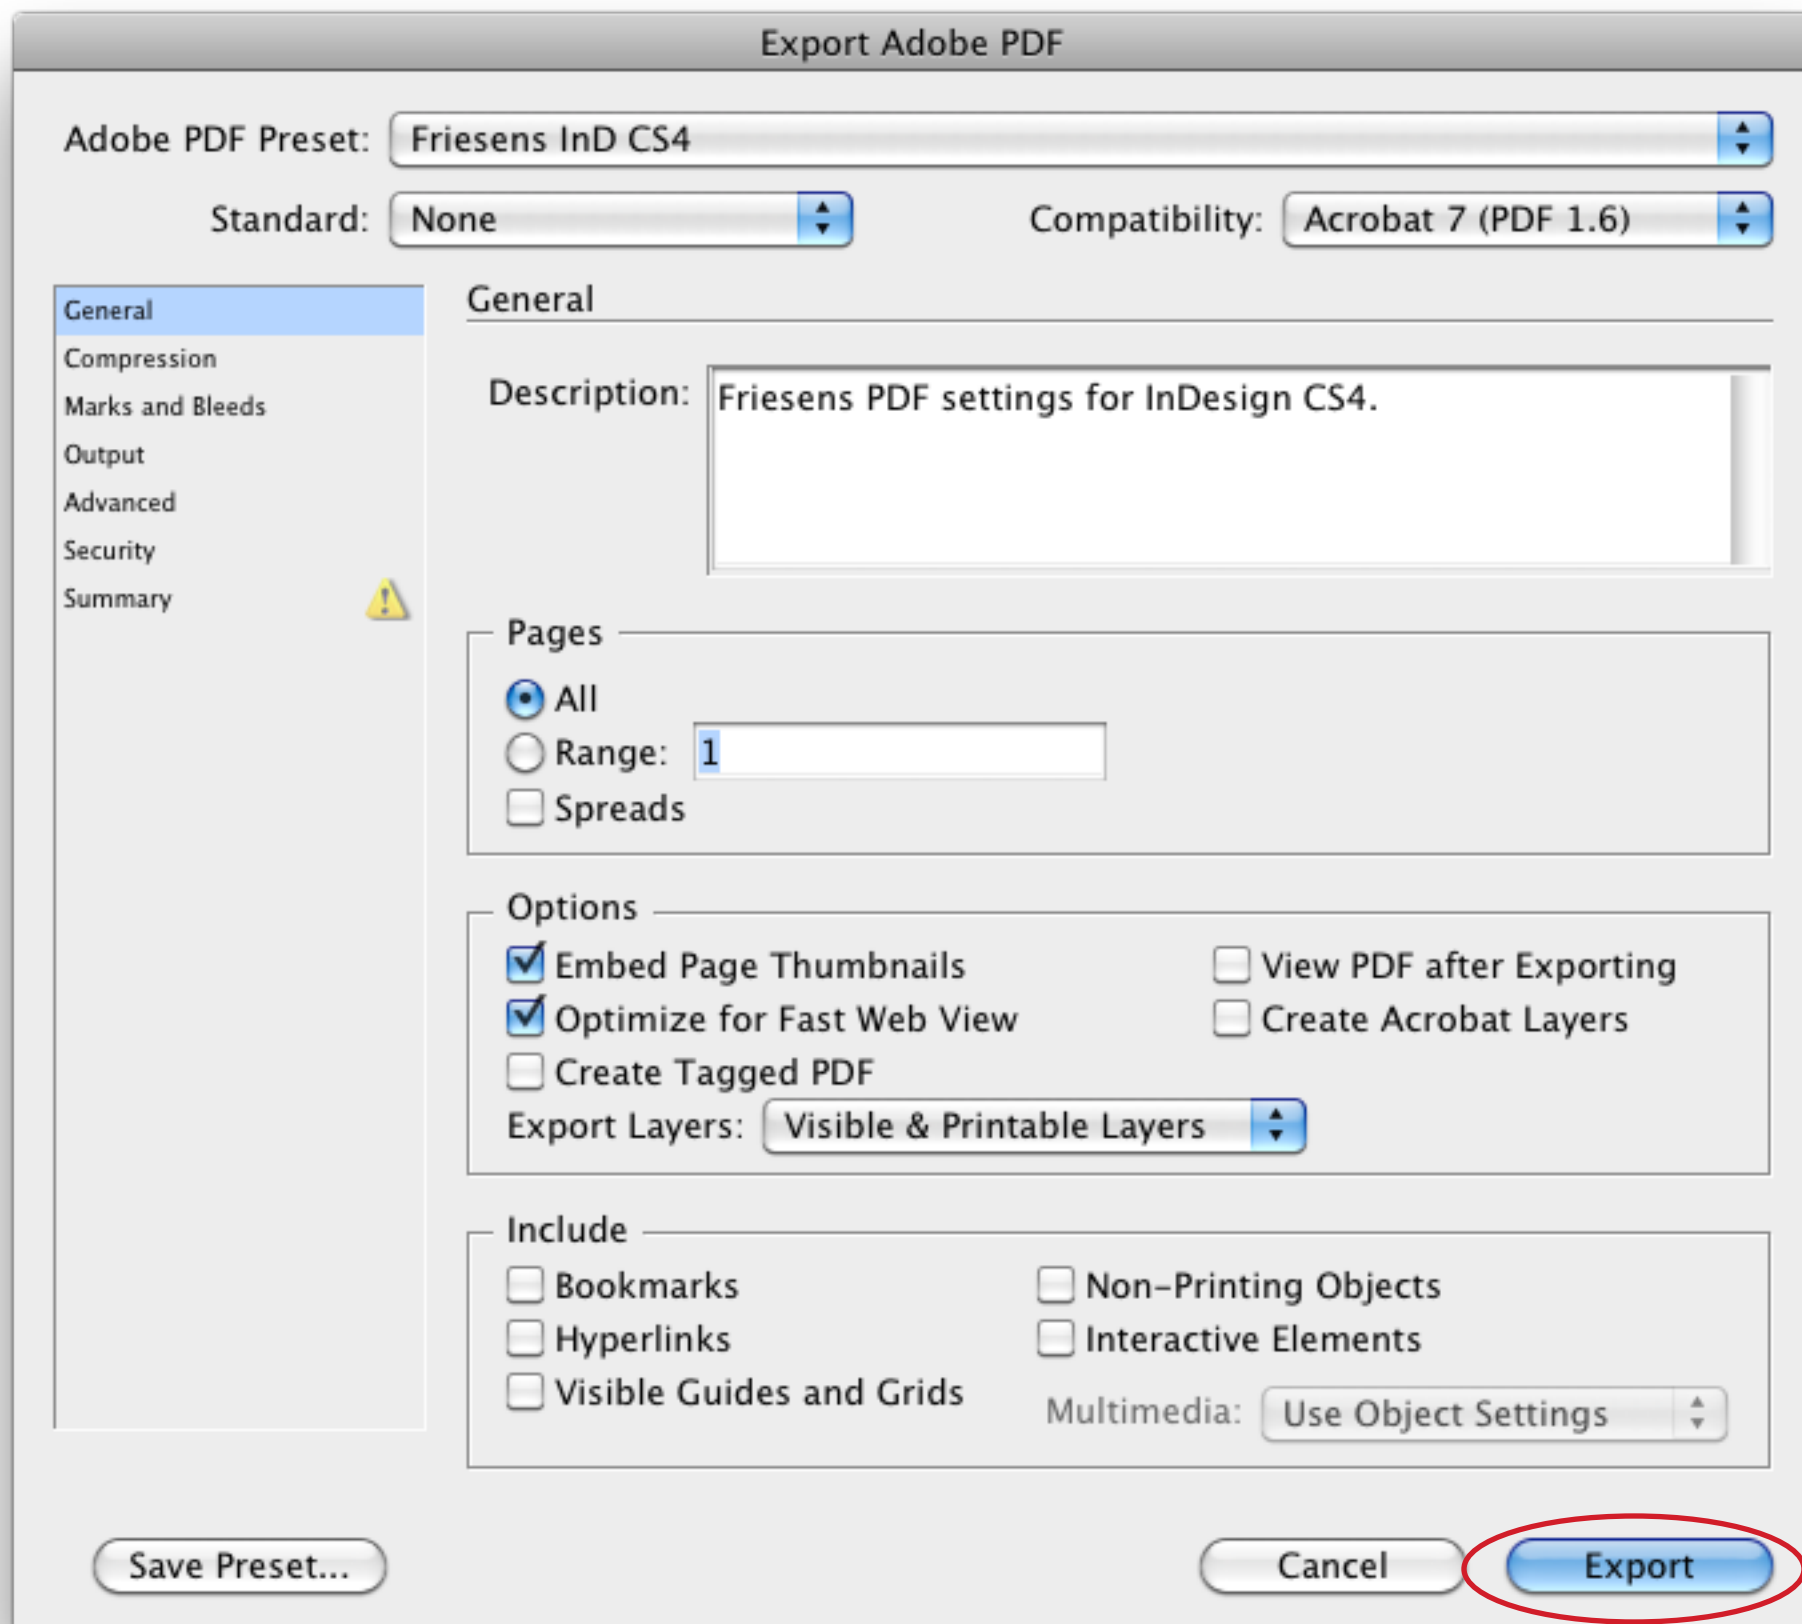 Export Adobe PDF
Adobe PDF Preset: Friesens InD CS4
Standard: None Compatibility: Acrobat 7 (PDF 1.6)
General
Compression
Marks and Bleeds
Output
Advanced
Security
Summary
General
Description: Friesens PDF settings for InDesign CS4.
Pages
All
Range: 1
Spreads
Options
Embed Page Thumbnails View PDF after Exporting
Optimize for Fast Web View Create Acrobat Layers
Create Tagged PDF
Export Layers: Visible & Printable Layers
Include
Bookmarks Non-Printing Objects
Hyperlinks Interactive Elements
Visible Guides and Grids Multimedia: Use Object Settings
Save Preset... Cancel Export